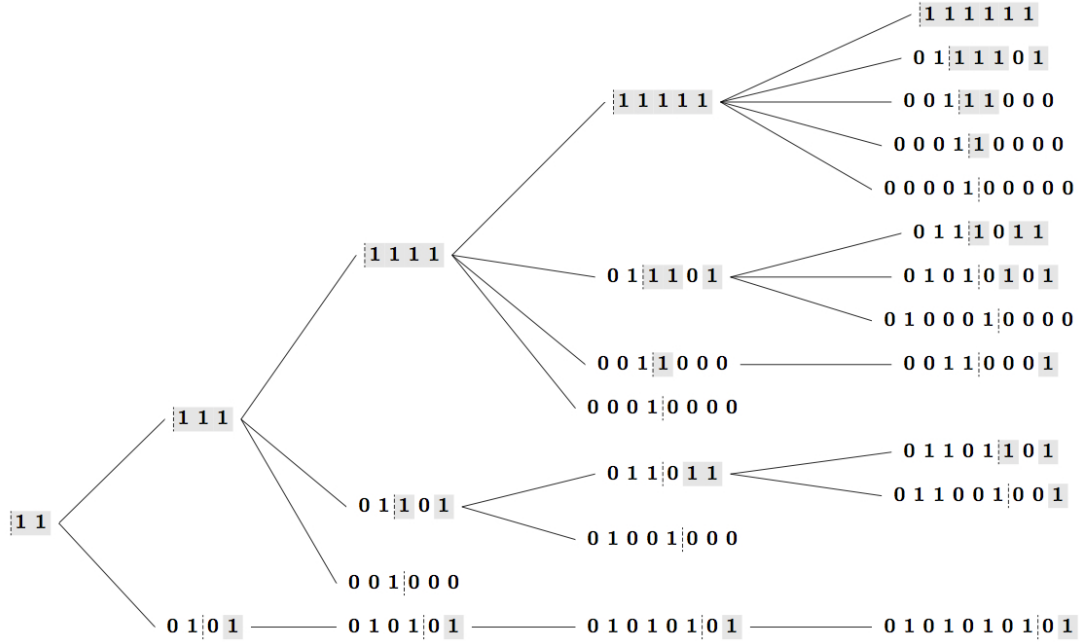 1 1 1 1 1 1
0 1 1 1 1 0 1
1 1 1 1 1
0 0 1 1 1 0 0 0
0 0 0 1 1 0 0 0 0
0 0 0 0 1 0 0 0 0 0
0 1 1 1 0 1 1
1 1 1 1
0 1 1 1 0 1
0 1 0 1 0 1 0 1
0 1 0 0 0 1 0 0 0 0
0 0 1 1 0 0 0
0 0 1 1 0 0 0 1
0 0 0 1 0 0 0 0
1 1 1
0 1 1 0 1 1 0 1
0 1 1 0 1 1
0 1 1 0 0 1 0 0 1
0 1 1 0 1
1 1
0 1 0 0 1 0 0 0
0 0 1 0 0 0
0 1 0 1
0 1 0 1 0 1
0 1 0 1 0 1 0 1
0 1 0 1 0 1 0 1 0 1